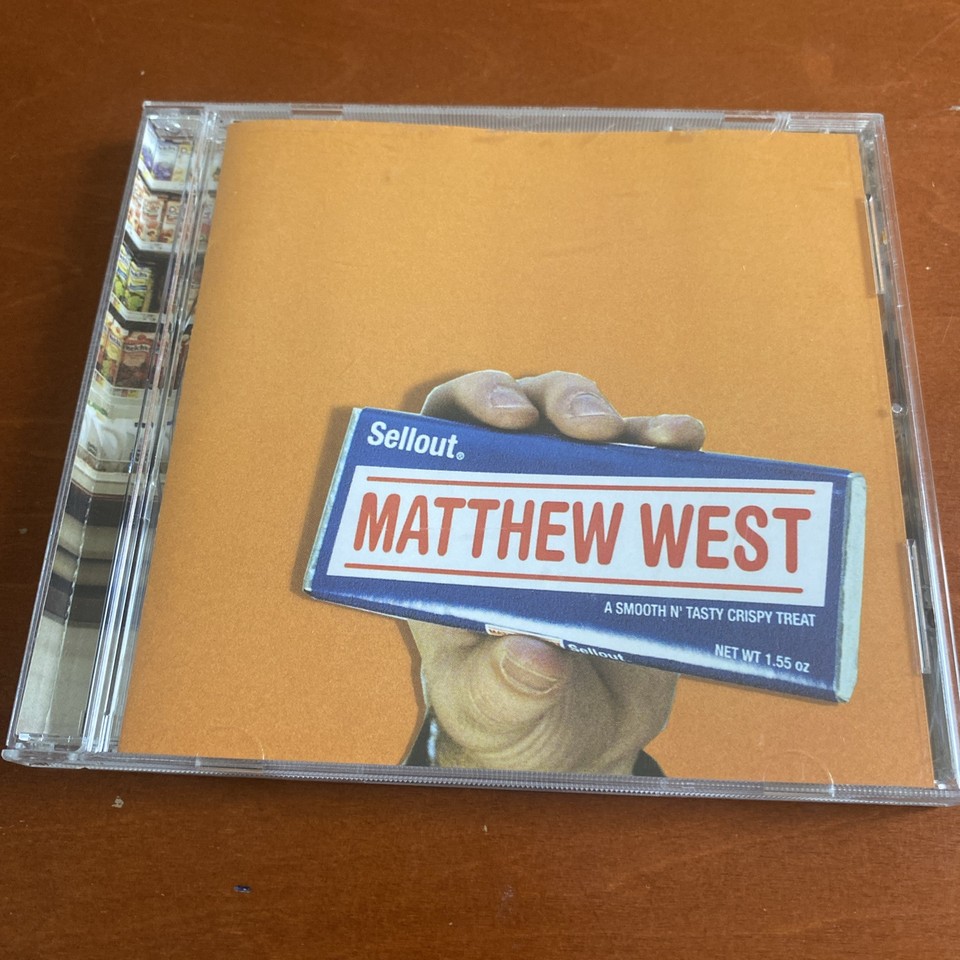 Sellout®
MATTHEW WEST
A SMOOTH N' TASTY CRISPY TREAT
NET WT 1.55 oz
Sellout